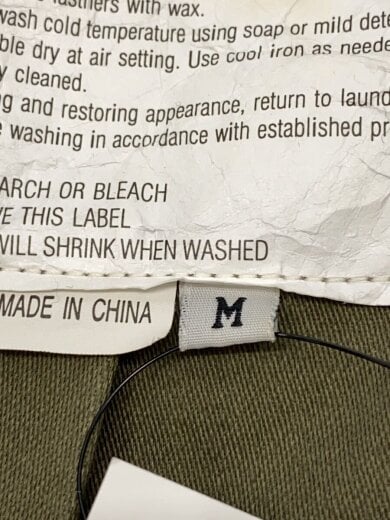 with wax.
wash cold temperature using soap or mild dete
ble dry at air setting. Use cool iron as neede
y cleaned.
g and restoring appearance, return to laund
e washing in accordance with established pr
ARCH OR BLEACH
VE THIS LABEL
WILL SHRINK WHEN WASHED
MADE IN CHINA
M